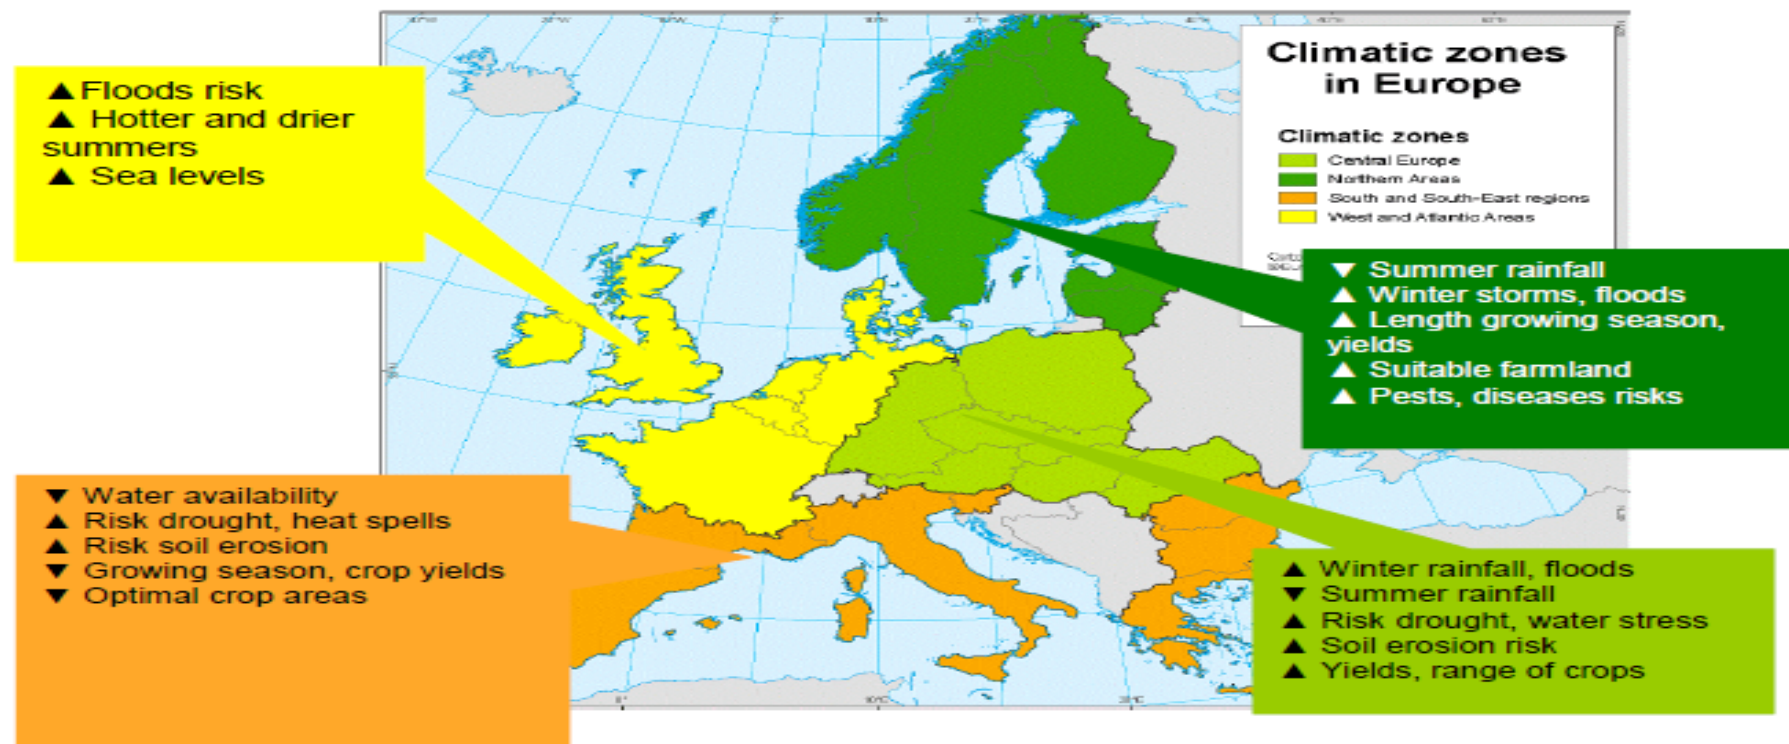 Climatic zones
in Europe
Climatic zones
Central Europe
Northern Areas
South and South-East regions
West and Atlantic Areas
▲Floods risk
▲ Hotter and drier
summers
▲ Sea levels
▼ Summer rainfall
▲ Winter storms, floods
▲ Length growing season,
yields
▲ Suitable farmland
▲ Pests, diseases risks
▼ Water availability
▲ Risk drought, heat spells
▲ Risk soil erosion
▼ Growing season, crop yields
▼ Optimal crop areas
▲ Winter rainfall, floods
▼ Summer rainfall
▲ Risk drought, water stress
▲ Soil erosion risk
▲ Yields, range of crops